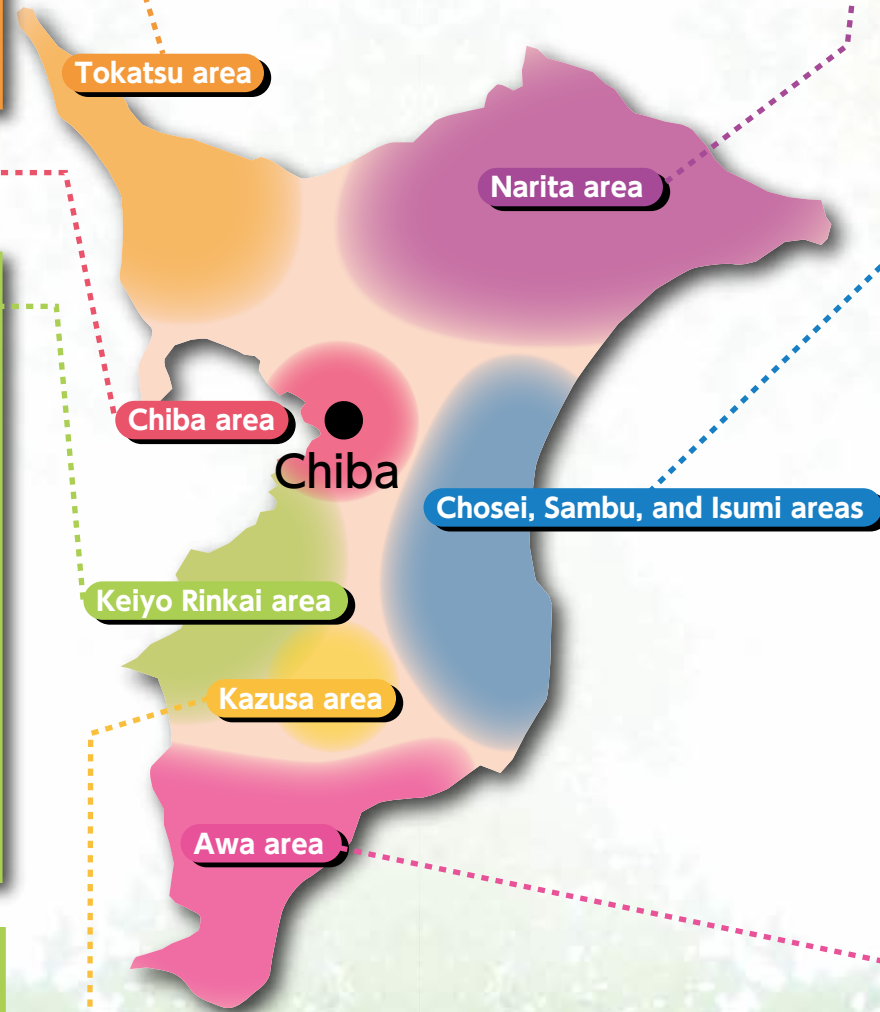 Tokatsu area
Narita area
Chiba area
Chiba
Chosei, Sambu, and Isumi areas
Keiyo Rinkai area
Kazusa area
Awa area